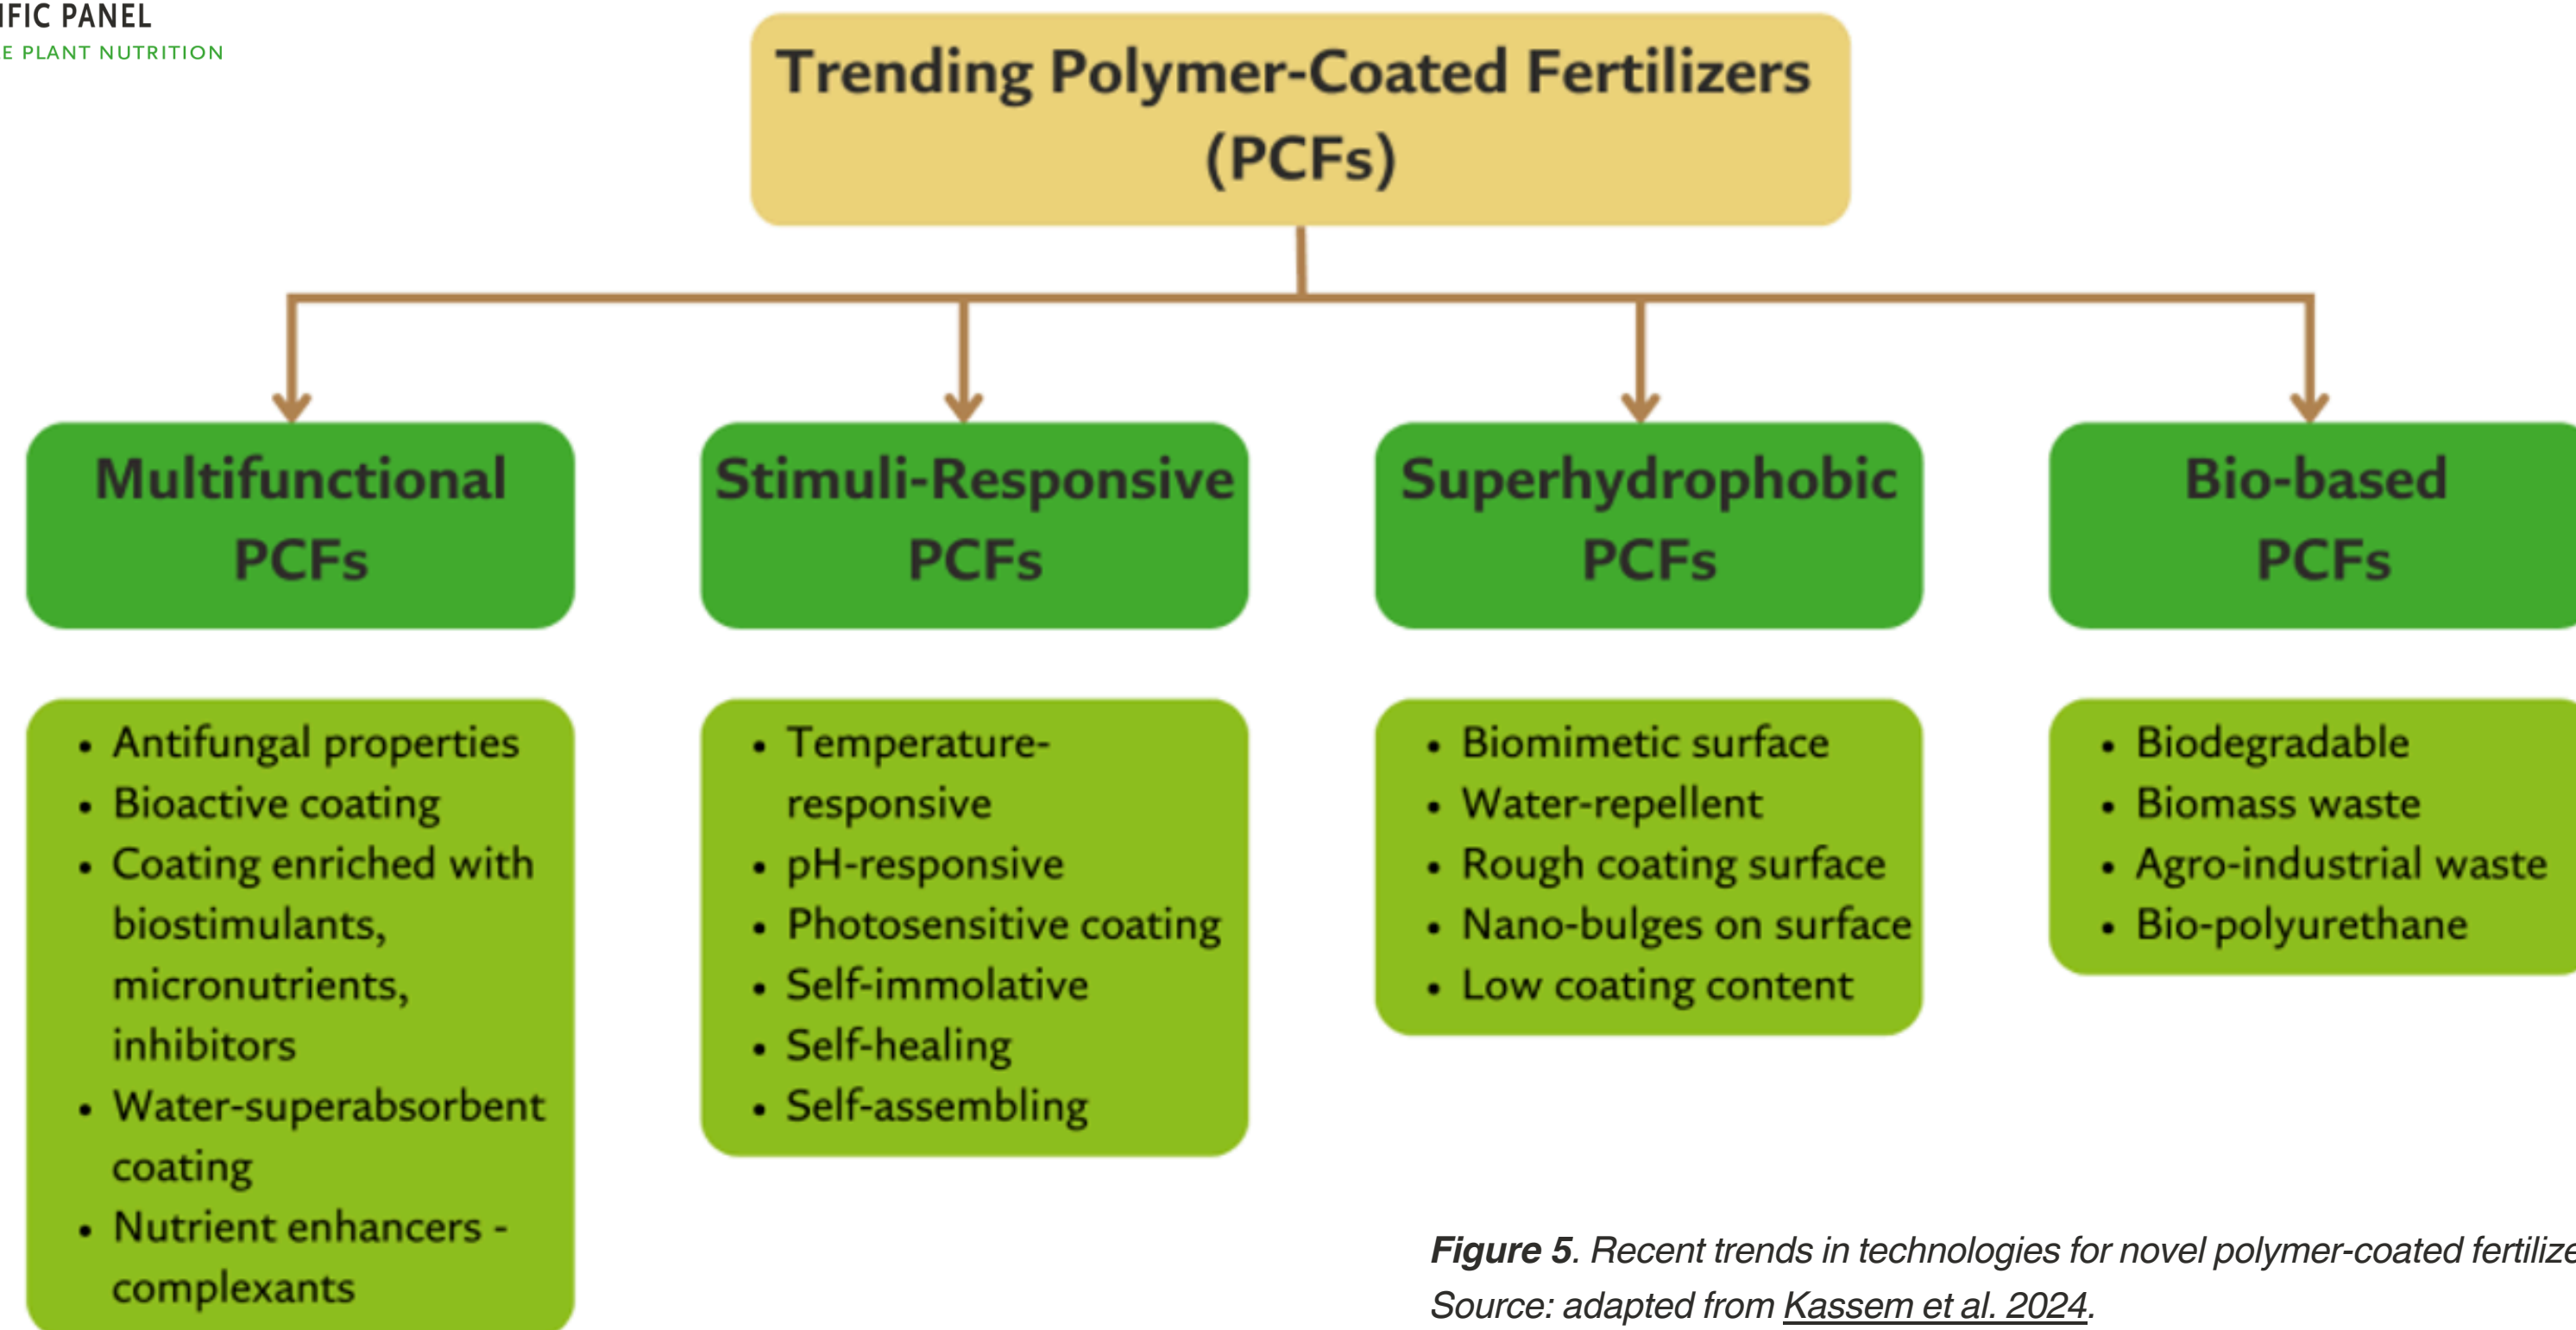 IFIC PANEL
E PLANT NUTRITION
Trending Polymer-Coated Fertilizers
(PCFs)
Multifunctional
PCFs
• Antifungal properties
• Bioactive coating
• Coating enriched with
biostimulants,
micronutrients,
inhibitors
• Water-superabsorbent
coating
• Nutrient enhancers -
complexants
Stimuli-Responsive
PCFs
• Temperature-
responsive
• pH-responsive
• Photosensitive coating
• Self-immolative
• Self-healing
• Self-assembling
Superhydrophobic
PCFs
• Biomimetic surface
• Water-repellent
• Rough coating surface
• Nano-bulges on surface
• Low coating content
Bio-based
PCFs
• Biodegradable
• Biomass waste
• Agro-industrial waste
• Bio-polyurethane
Figure 5. Recent trends in technologies for novel polymer-coated fertilize
Source: adapted from Kassem et al. 2024.